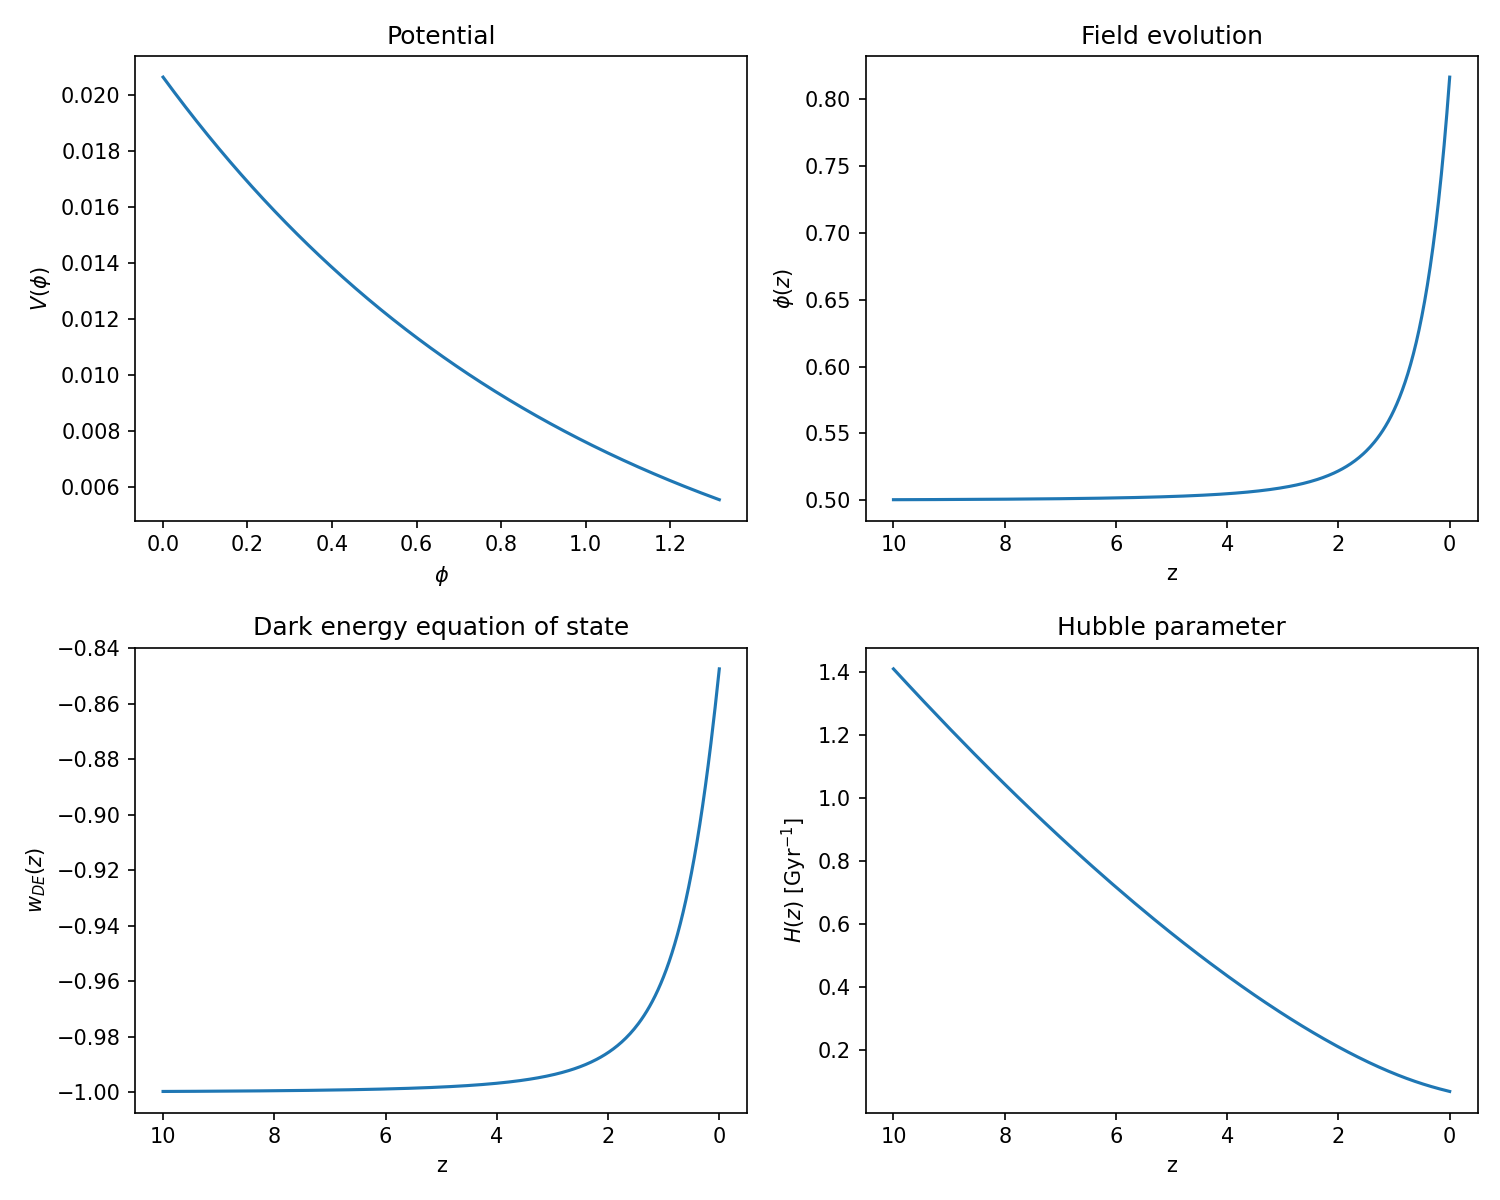 Potential
V(ϕ)
0.020
0.018
0.016
0.014
0.012
0.010
0.008
0.006
0.0 0.2 0.4 0.6 0.8 1.0 1.2
ϕ
Field evolution
ϕ(z)
0.80
0.75
0.70
0.65
0.60
0.55
0.50
10 8 6 4 2 0
z
Dark energy equation of state
w_{DE}(z)
−0.84
−0.86
−0.88
−0.90
−0.92
−0.94
−0.96
−0.98
−1.00
10 8 6 4 2 0
z
Hubble parameter
H(z) [Gyr⁻¹]
1.4
1.2
1.0
0.8
0.6
0.4
0.2
10 8 6 4 2 0
z